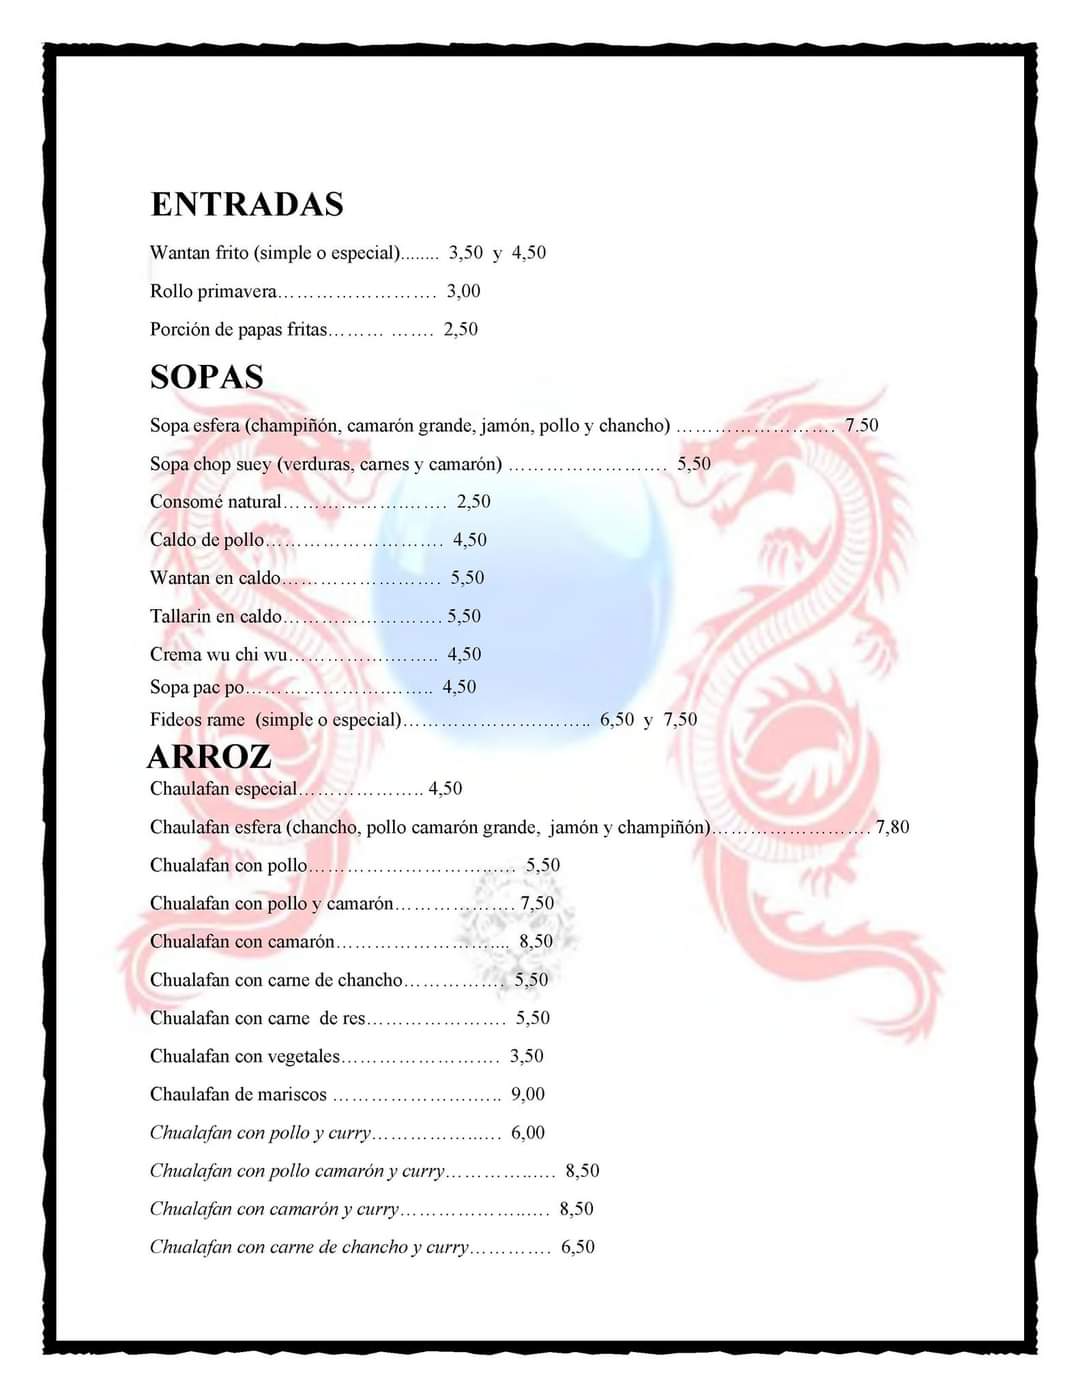 ENTRADAS
Wantan frito (simple o especial)........ 3,50 y 4,50
Rollo primavera……………………. 3,00
Porción de papas fritas……… ……. 2,50
SOPAS
Sopa esfera (champiñón, camarón grande, jamón, pollo y chancho) ……………………. 7.50
Sopa chop suey (verduras, carnes y camarón) ……………………. 5,50
Consomé natural…………………….. 2,50
Caldo de pollo………………………. 4,50
Wantan en caldo……………………. 5,50
Tallarin en caldo……………………. 5,50
Crema wu chi wu………………….. 4,50
Sopa pac po……………………….. 4,50
Fideos rame (simple o especial)……………………….. 6,50 y 7,50
ARROZ
Chaulafan especial……………….. 4,50
Chaulafan esfera (chancho, pollo camarón grande, jamón y champiñón)……………………. 7,80
Chualafan con pollo…………………………… 5,50
Chualafan con pollo y camarón………………. 7,50
Chualafan con camarón……………………….. 8,50
Chualafan con carne de chancho……………. 5,50
Chualafan con carne de res…………………. 5,50
Chualafan con vegetales……………………. 3,50
Chaulafan de mariscos …………………….. 9,00
Chualafan con pollo y curry………………… 6,00
Chualafan con pollo camarón y curry……………… 8,50
Chualafan con camarón y curry…………………… 8,50
Chualafan con carne de chancho y curry…………. 6,50